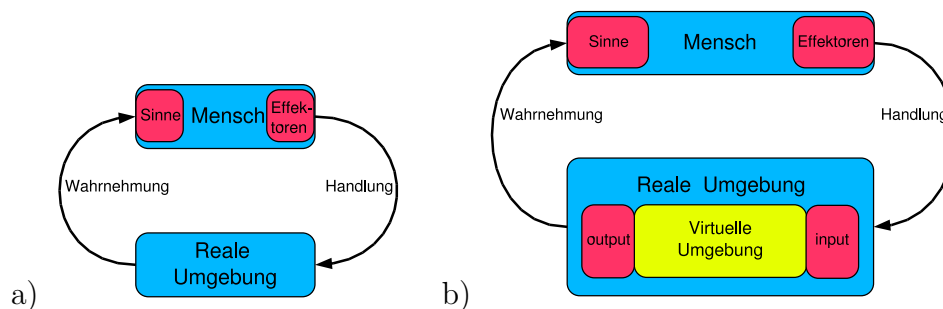 Sinne
Mensch
Effek-
toren
Wahrnehmung
Handlung
Reale
Umgebung
a)
Sinne
Mensch
Effektoren
Wahrnehmung
Handlung
Reale Umgebung
output
Virtuelle
Umgebung
input
b)